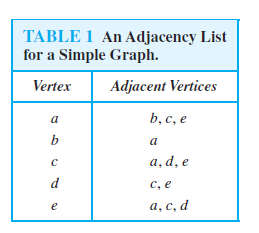 TABLE 1 An Adjacency List
for a Simple Graph.
Vertex Adjacent Vertices
a b, c, e
b a
c a, d, e
d c, e
e a, c, d